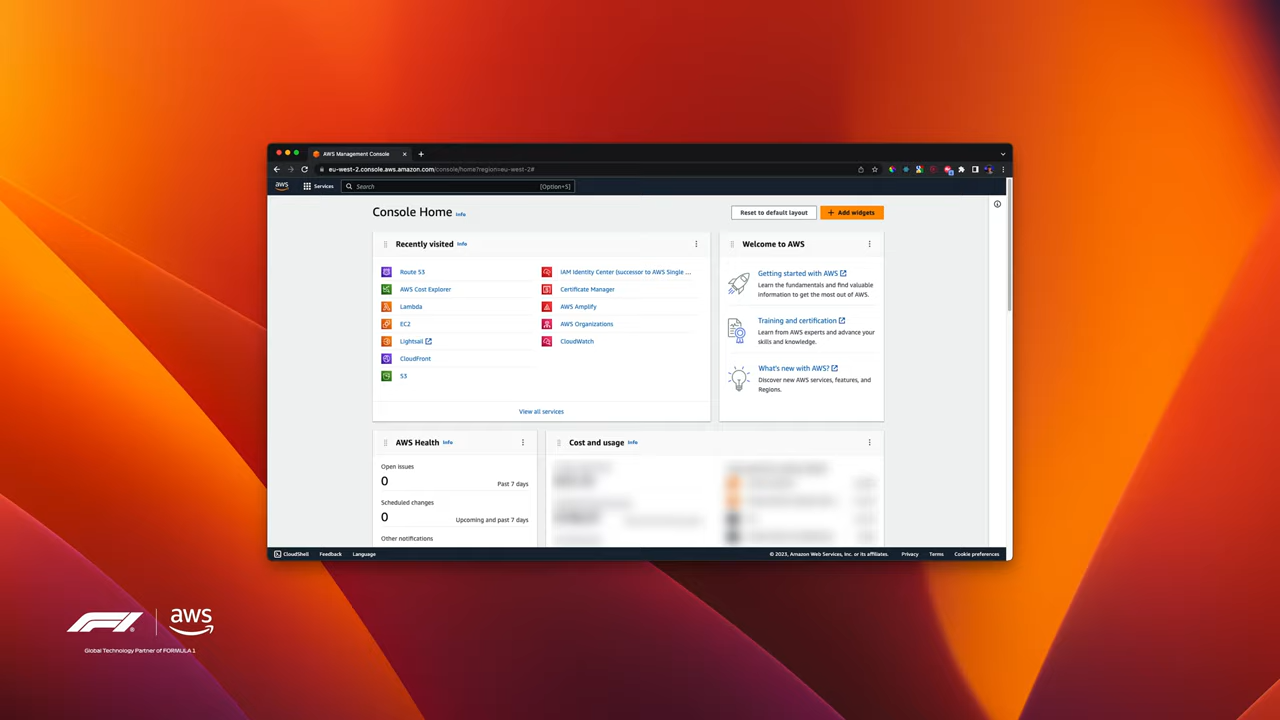 AWS Management Console
eu-west-2.console.aws.amazon.com/console/home?region=eu-west-2#
aws
Services
Search
[Option+S]
Console Home Info
Reset to default layout
Add widgets
Recently visited Info
Route 53
AWS Cost Explorer
Lambda
EC2
Lightsail
CloudFront
S3
IAM Identity Center (successor to AWS Single ...
Certificate Manager
AWS Amplify
AWS Organizations
CloudWatch
View all services
Welcome to AWS
Getting started with AWS
Learn the fundamentals and find valuable
information to get the most out of AWS.
Training and certification
Learn from AWS experts and advance your
skills and knowledge.
What's new with AWS?
Discover new AWS services, features, and
Regions.
AWS Health Info
Open issues
0
Past 7 days
Scheduled changes
0
Upcoming and past 7 days
Other notifications
Cost and usage Info
CloudShell
Feedback
Language
© 2023, Amazon Web Services, Inc. or its affiliates.
Privacy
Terms
Cookie preferences
F1
aws
Global Technology Partner of FORMULA 1